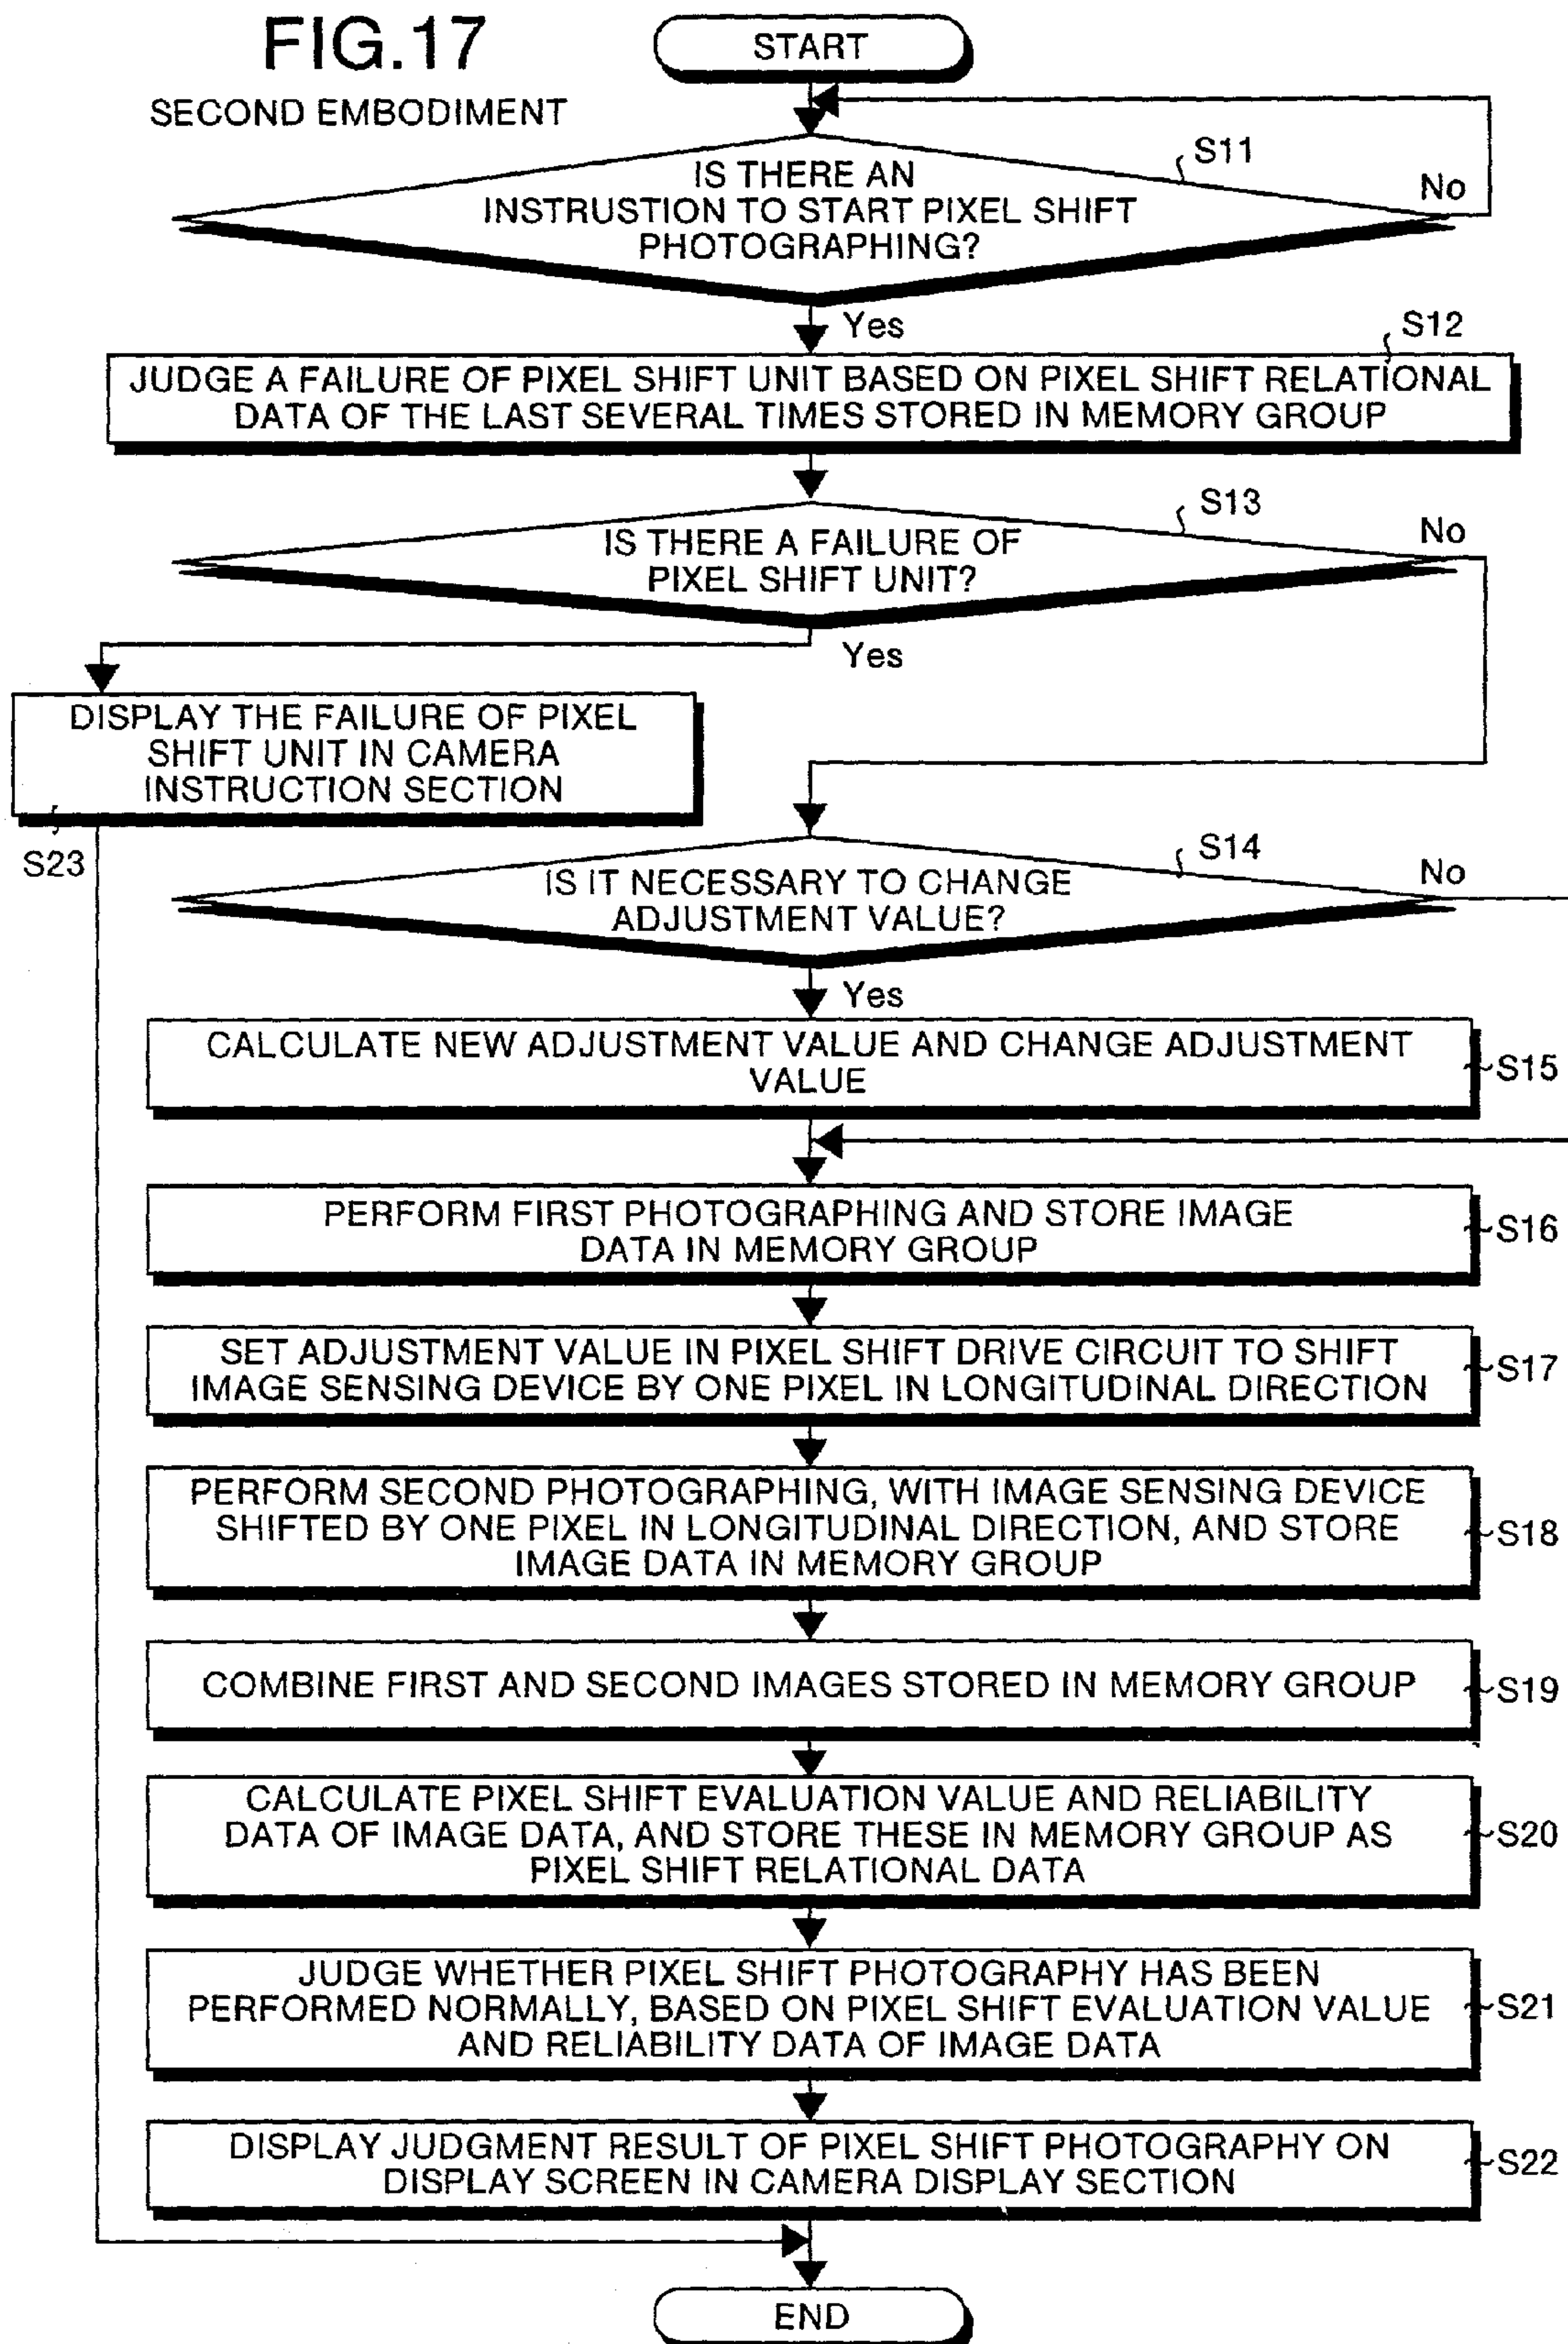 FIG.17
SECOND EMBODIMENT
START
S11
IS THERE AN
INSTRUSTION TO START PIXEL SHIFT
PHOTOGRAPHING?
No
Yes
S12
JUDGE A FAILURE OF PIXEL SHIFT UNIT BASED ON PIXEL SHIFT RELATIONAL
DATA OF THE LAST SEVERAL TIMES STORED IN MEMORY GROUP
S13
IS THERE A FAILURE OF
PIXEL SHIFT UNIT?
No
Yes
DISPLAY THE FAILURE OF PIXEL
SHIFT UNIT IN CAMERA
INSTRUCTION SECTION
S23
S14
IS IT NECESSARY TO CHANGE
ADJUSTMENT VALUE?
No
Yes
CALCULATE NEW ADJUSTMENT VALUE AND CHANGE ADJUSTMENT
VALUE
S15
PERFORM FIRST PHOTOGRAPHING AND STORE IMAGE
DATA IN MEMORY GROUP
S16
SET ADJUSTMENT VALUE IN PIXEL SHIFT DRIVE CIRCUIT TO SHIFT
IMAGE SENSING DEVICE BY ONE PIXEL IN LONGITUDINAL DIRECTION
S17
PERFORM SECOND PHOTOGRAPHING, WITH IMAGE SENSING DEVICE
SHIFTED BY ONE PIXEL IN LONGITUDINAL DIRECTION, AND STORE
IMAGE DATA IN MEMORY GROUP
S18
COMBINE FIRST AND SECOND IMAGES STORED IN MEMORY GROUP
S19
CALCULATE PIXEL SHIFT EVALUATION VALUE AND RELIABILITY
DATA OF IMAGE DATA, AND STORE THESE IN MEMORY GROUP AS
PIXEL SHIFT RELATIONAL DATA
S20
JUDGE WHETHER PIXEL SHIFT PHOTOGRAPHY HAS BEEN
PERFORMED NORMALLY, BASED ON PIXEL SHIFT EVALUATION VALUE
AND RELIABILITY DATA OF IMAGE DATA
S21
DISPLAY JUDGMENT RESULT OF PIXEL SHIFT PHOTOGRAPHY ON
DISPLAY SCREEN IN CAMERA DISPLAY SECTION
S22
END